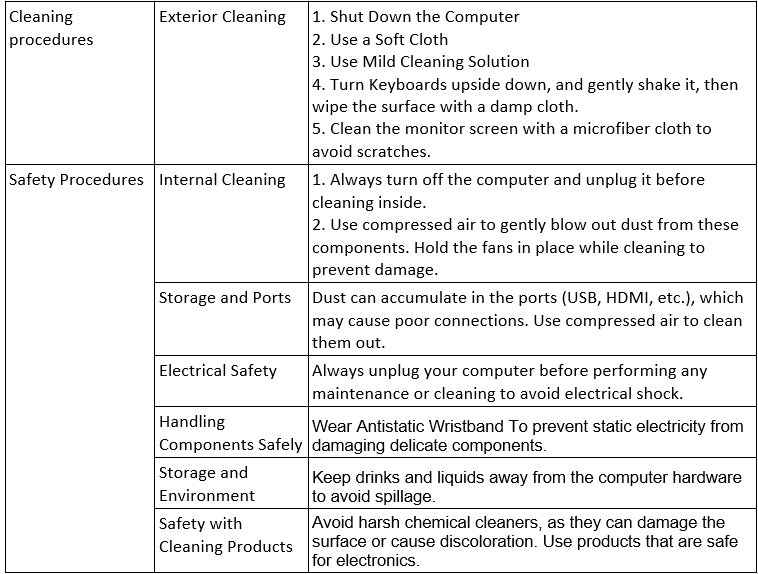 Cleaning procedures
Exterior Cleaning
1. Shut Down the Computer
2. Use a Soft Cloth
3. Use Mild Cleaning Solution
4. Turn Keyboards upside down, and gently shake it, then
wipe the surface with a damp cloth.
5. Clean the monitor screen with a microfiber cloth to
avoid scratches.
Safety Procedures
Internal Cleaning
1. Always turn off the computer and unplug it before
cleaning inside.
2. Use compressed air to gently blow out dust from these
components. Hold the fans in place while cleaning to
prevent damage.
Storage and Ports
Dust can accumulate in the ports (USB, HDMI, etc.), which
may cause poor connections. Use compressed air to clean
them out.
Electrical Safety
Always unplug your computer before performing any
maintenance or cleaning to avoid electrical shock.
Handling
Components Safely
Wear Antistatic Wristband To prevent static electricity from
damaging delicate components.
Storage and
Environment
Keep drinks and liquids away from the computer hardware
to avoid spillage.
Safety with
Cleaning Products
Avoid harsh chemical cleaners, as they can damage the
surface or cause discoloration. Use products that are safe
for electronics.